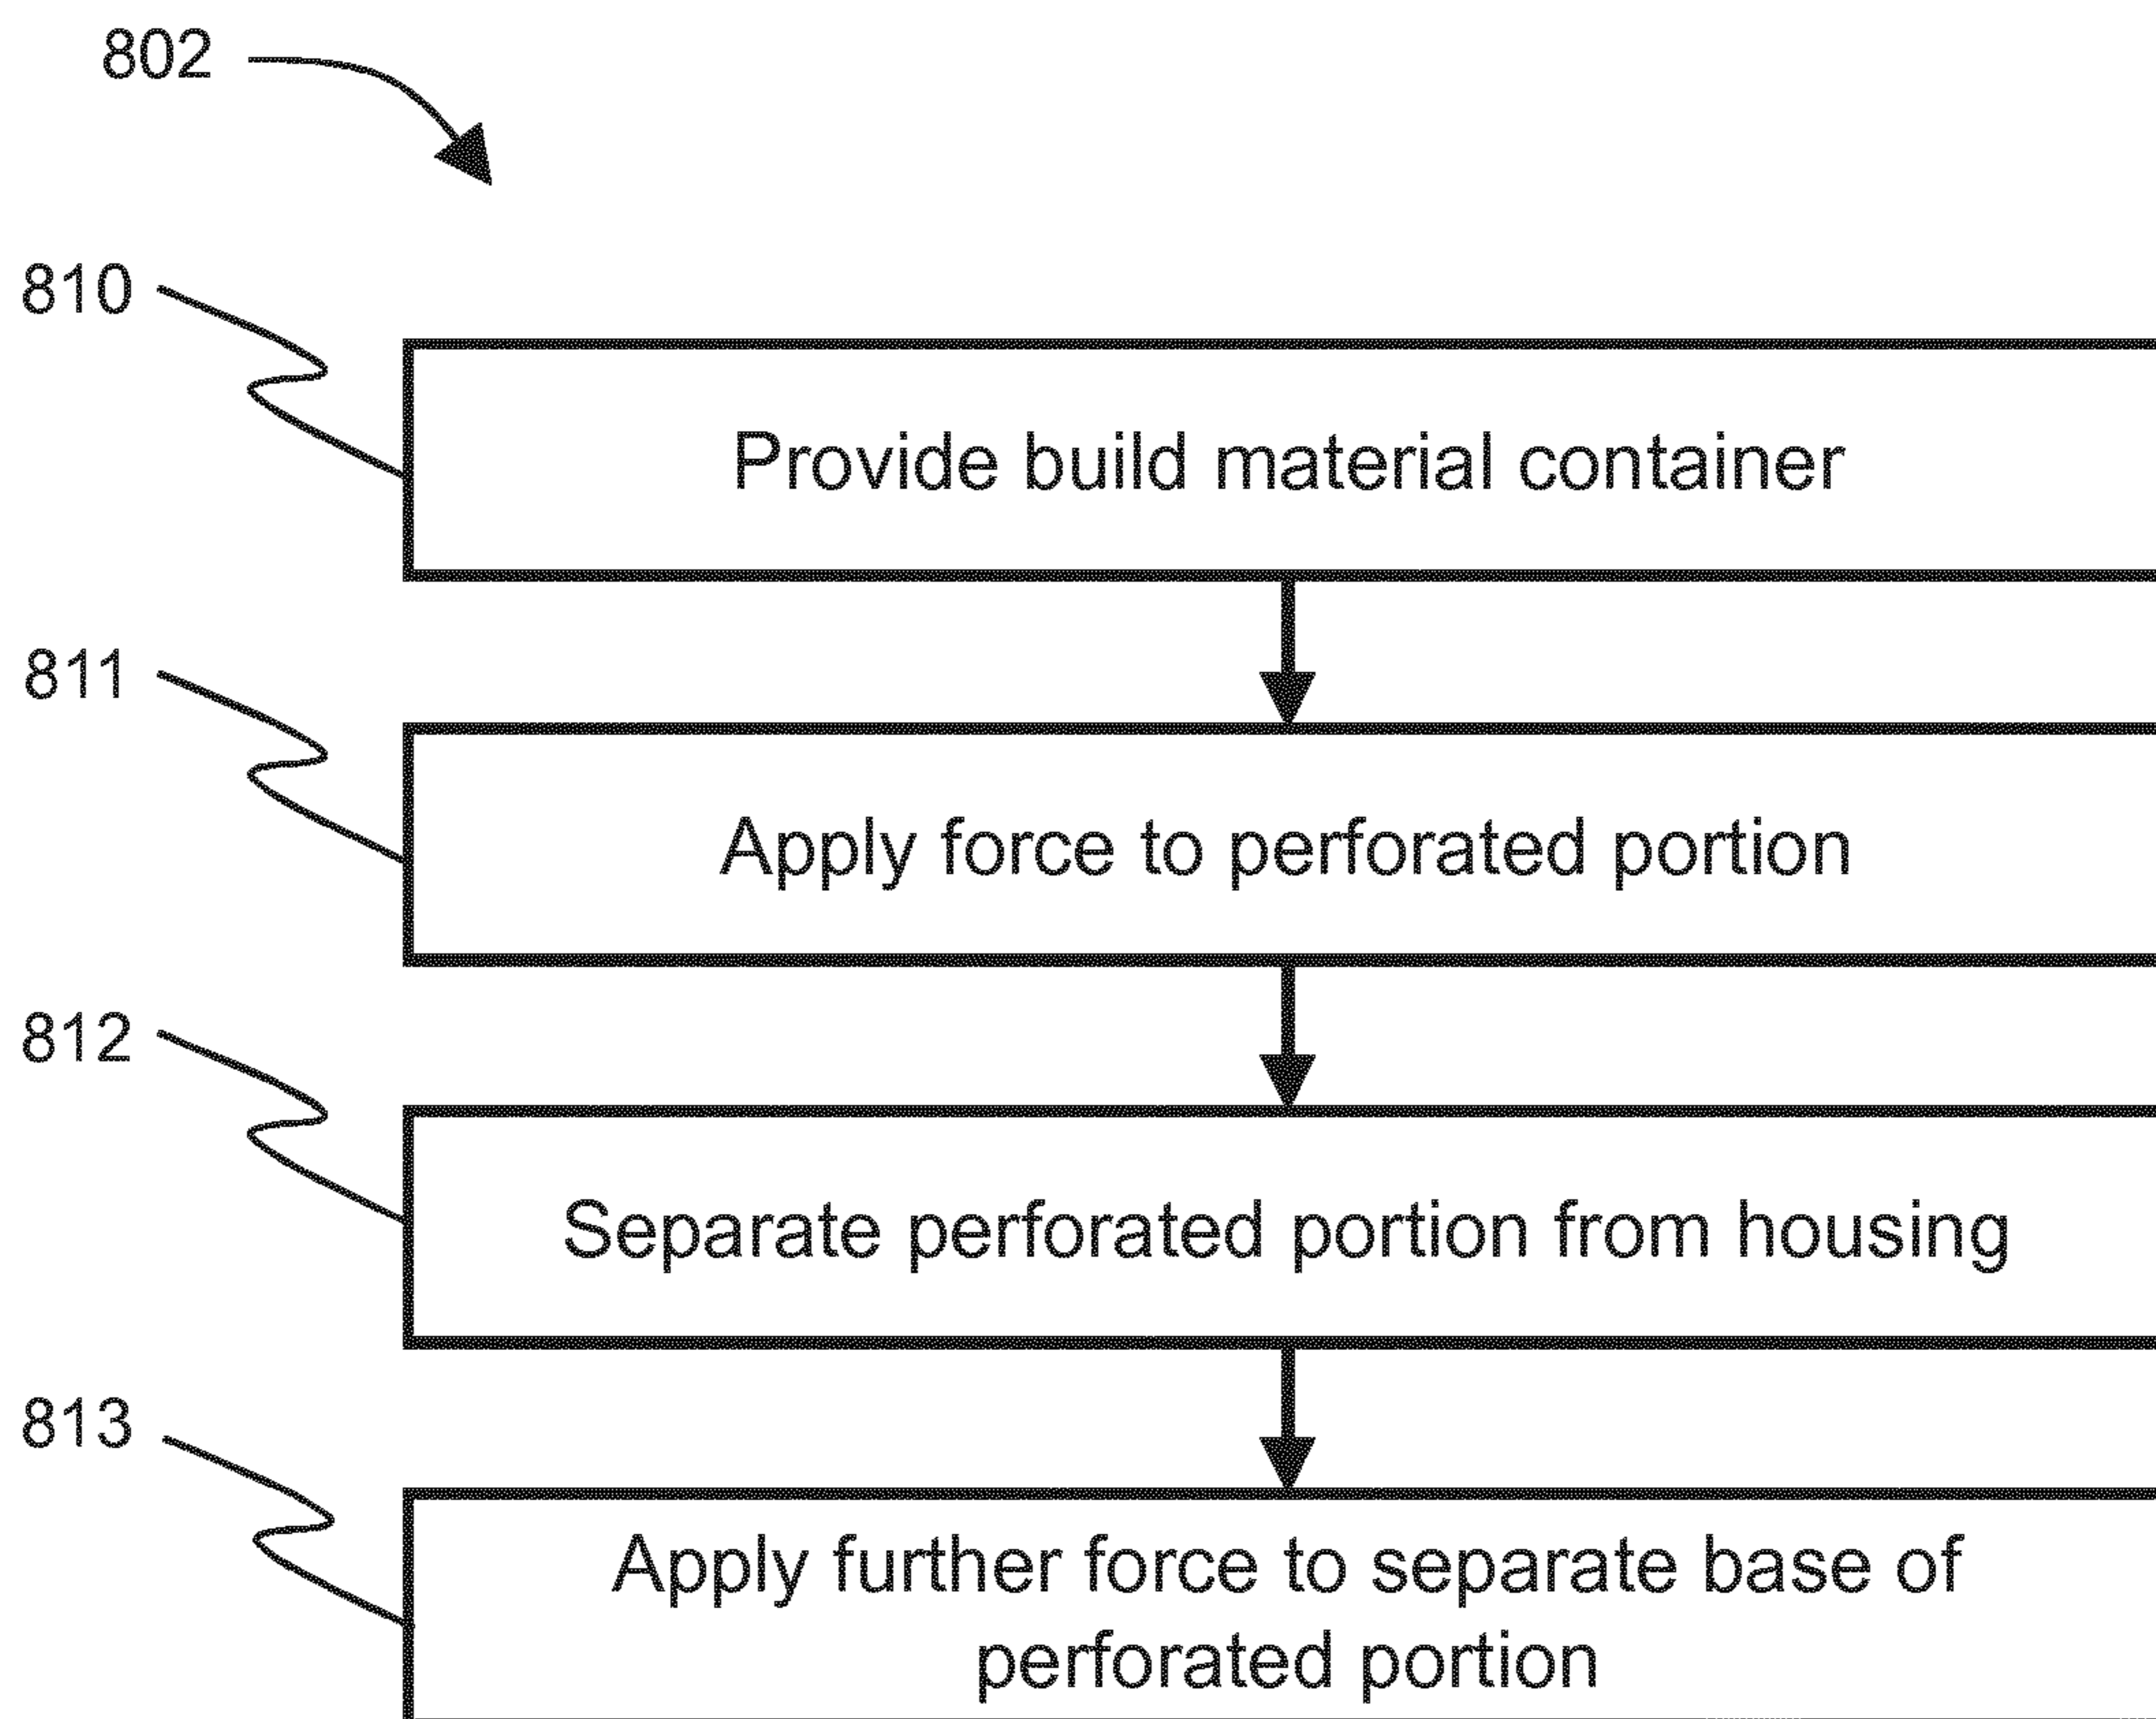 802
810
Provide build material container
811
Apply force to perforated portion
812
Separate perforated portion from housing
813
Apply further force to separate base of
perforated portion